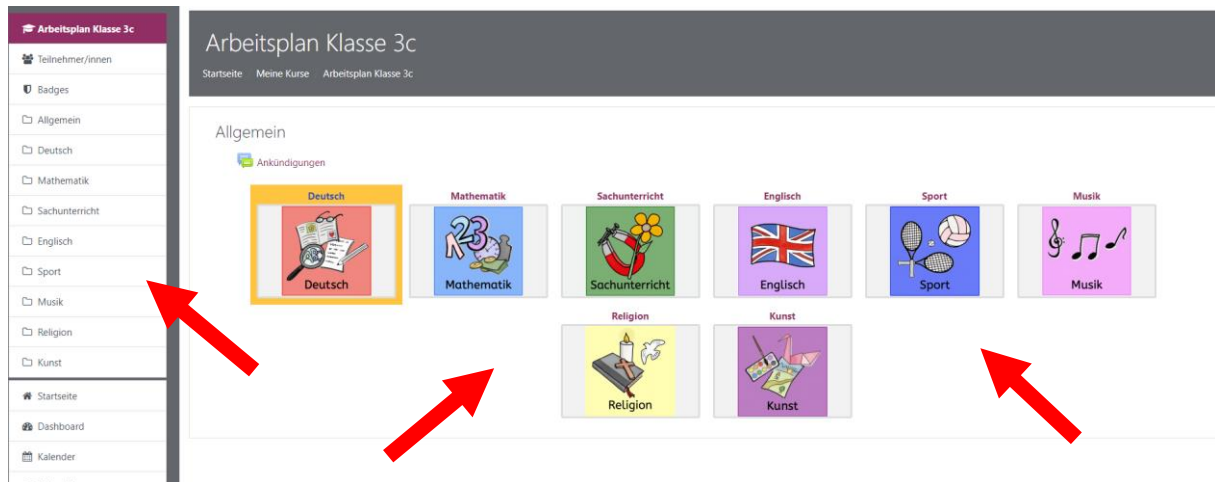 Arbeitsplan Klasse 3c
Teilnehmer/innen
Badges
Allgemein
Deutsch
Mathematik
Sachunterricht
Englisch
Sport
Musik
Religion
Kunst
Startseite
Dashboard
Kalender
Arbeitsplan Klasse 3c
Startseite Meine Kurse Arbeitsplan Klasse 3c
Allgemein
Ankündigungen
Deutsch Mathematik Sachunterricht Englisch Sport Musik
ABC
A 23
Deutsch Mathematik Sachunterricht Englisch Sport Musik
Religion Kunst
Religion Kunst